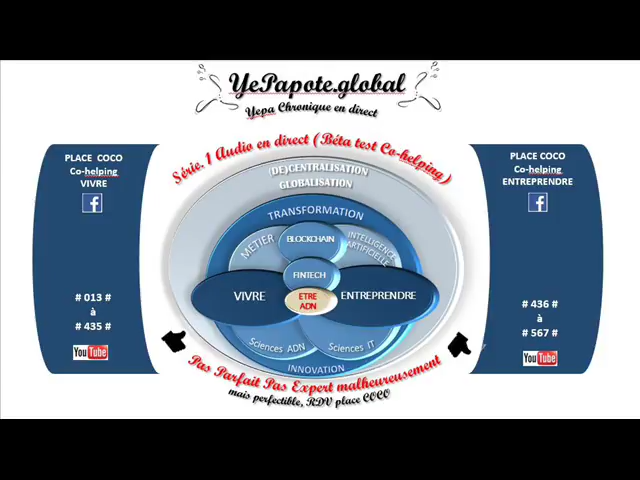 YePapote.global
Yepa Chronique en direct
Série.1 Audio en direct (Béta test Co-helping)
PLACE COCO
Co-helping
VIVRE
f
# 013 #
à
# 435 #
YouTube
(DE)CENTRALISATION
GLOBALISATION
TRANSFORMATION
METIER
BLOCKCHAIN
INTELLIGENCE
ARTIFICIELLE
FINTECH
VIVRE
ETRE
ADN
ENTREPRENDRE
Sciences ADN
Sciences IT
INNOVATION
PLACE COCO
Co-helping
ENTREPRENDRE
f
# 436 #
à
# 567 #
YouTube
Pas Parfait Pas Expert malheureusement
mais perfectible, RDV place COCO